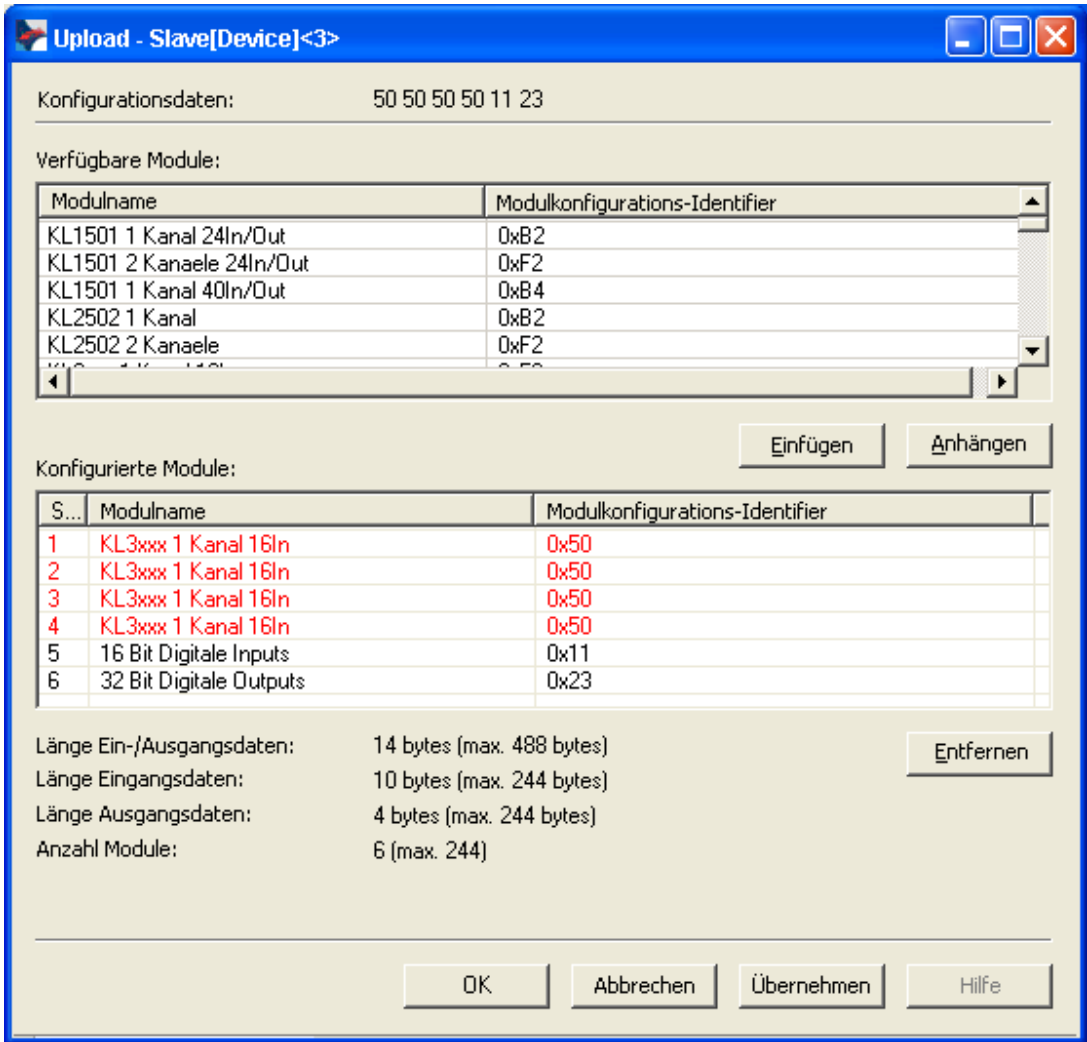 Upload - Slave[Device]<3>
Konfigurationsdaten: 50 50 50 50 11 23
Verfügbare Module:
Modulname Modulkonfigurations-Identifier
KL1501 1 Kanal 24In/Out 0xB2
KL1501 2 Kanaele 24In/Out 0xF2
KL1501 1 Kanal 40In/Out 0xB4
KL2502 1 Kanal 0xB2
KL2502 2 Kanaele 0xF2
Einfügen Anhängen
Konfigurierte Module:
S... Modulname Modulkonfigurations-Identifier
1 KL3xxx 1 Kanal 16In 0x50
2 KL3xxx 1 Kanal 16In 0x50
3 KL3xxx 1 Kanal 16In 0x50
4 KL3xxx 1 Kanal 16In 0x50
5 16 Bit Digitale Inputs 0x11
6 32 Bit Digitale Outputs 0x23
Länge Ein-/Ausgangsdaten: 14 bytes (max. 488 bytes) Entfernen
Länge Eingangsdaten: 10 bytes (max. 244 bytes)
Länge Ausgangsdaten: 4 bytes (max. 244 bytes)
Anzahl Module: 6 (max. 244)
OK Abbrechen Übernehmen Hilfe